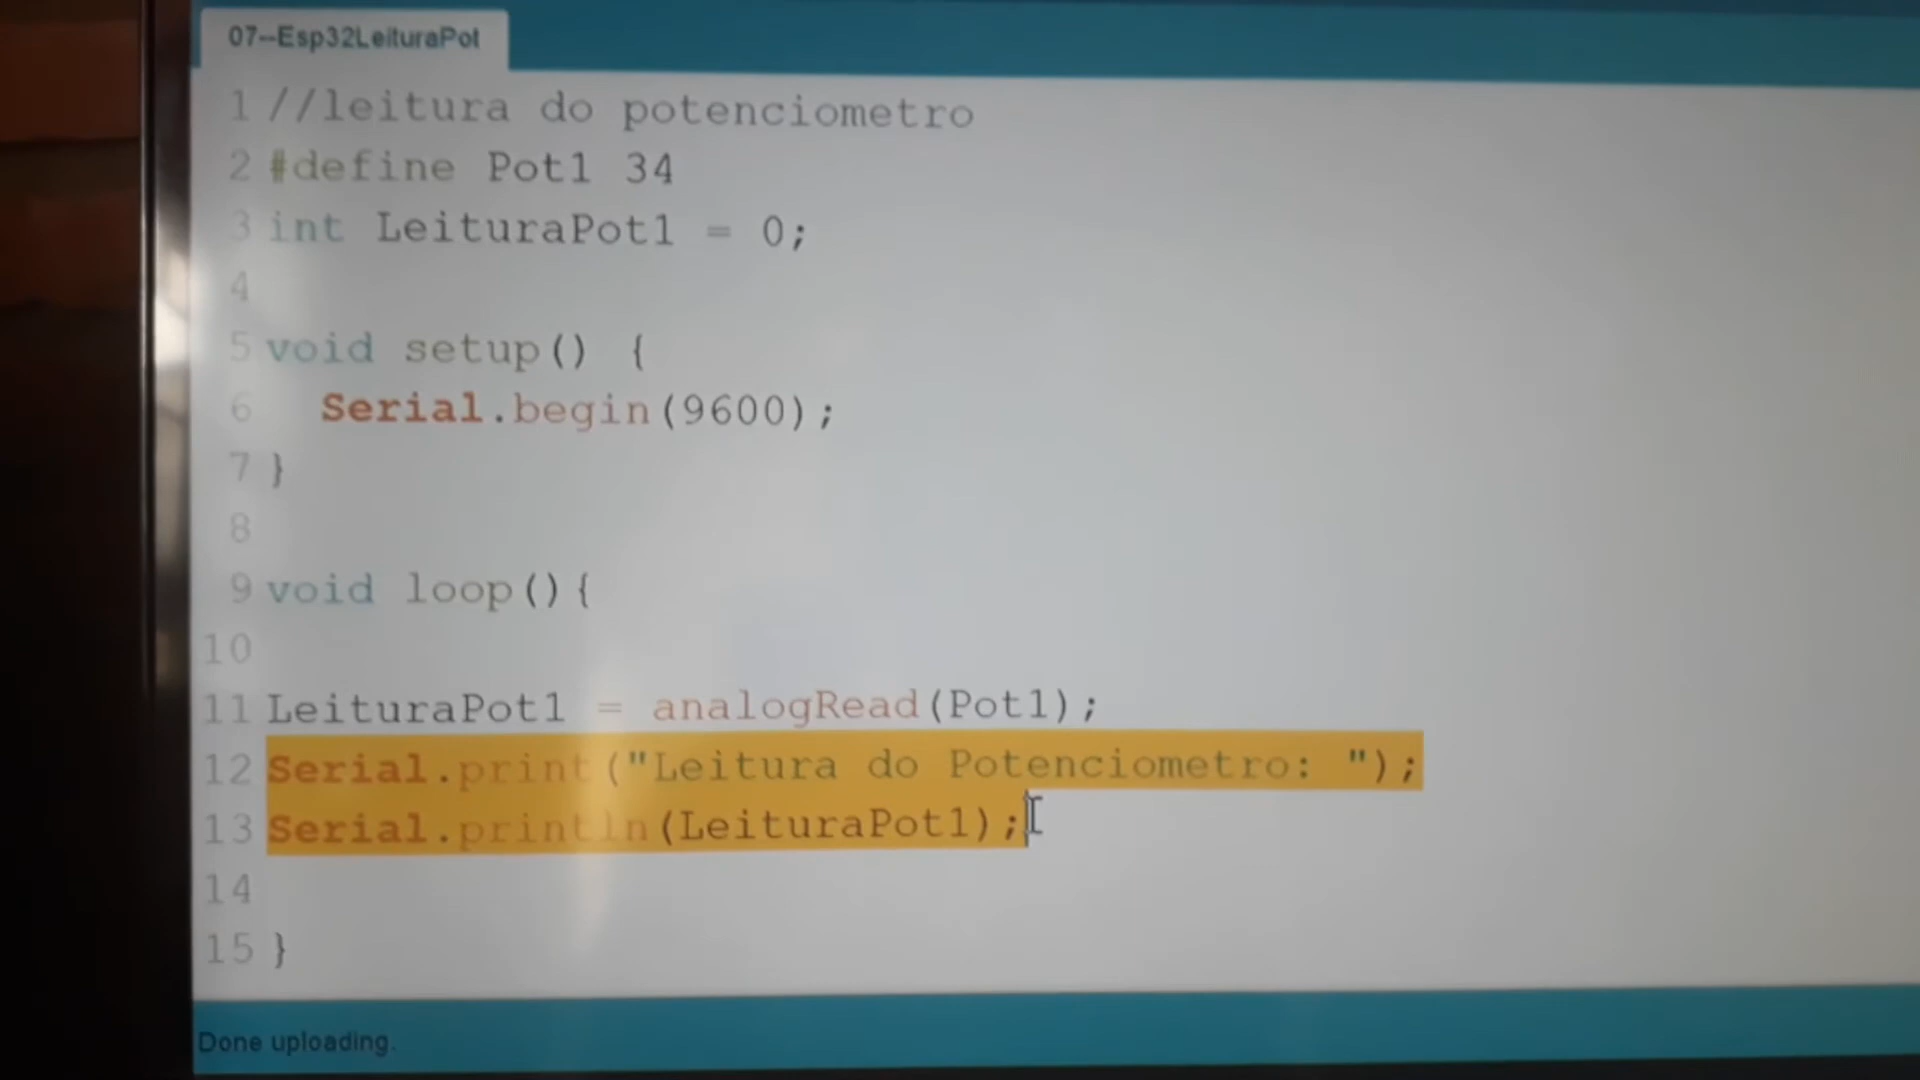 07--Esp32LeituraPot
1 //leitura do potenciometro
2 #define Pot1 34
3 int LeituraPot1 = 0;
4
5 void setup() {
6 Serial.begin(9600);
7 }
8
9 void loop(){
10
11 LeituraPot1 = analogRead(Pot1);
12 Serial.print("Leitura do Potenciometro: ");
13 Serial.println(LeituraPot1);
14
15 }
Done uploading.